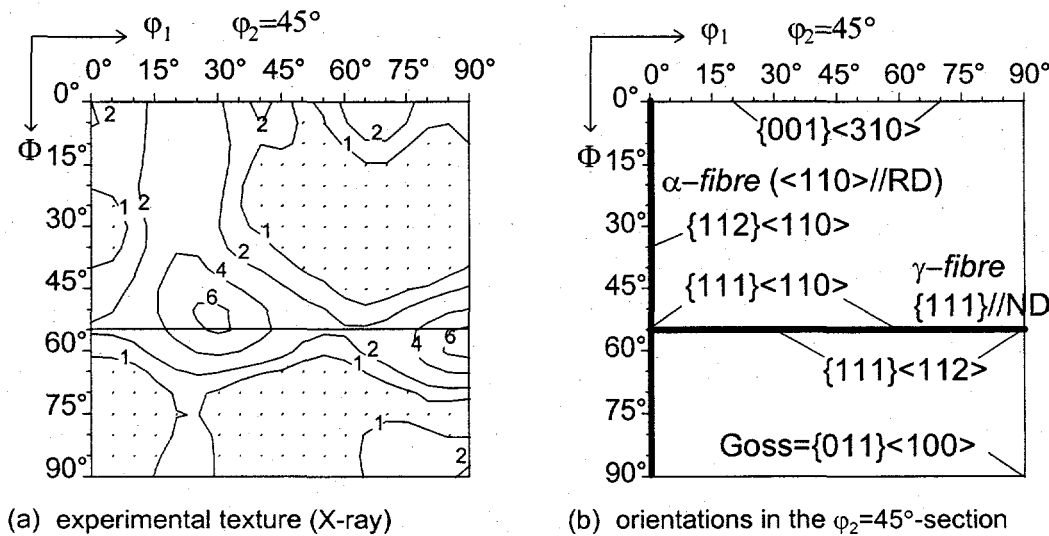 φ₁ φ₂=45°
0° 15° 30° 45° 60° 75° 90°
0°
Φ
15°
30°
45°
60°
75°
90°
2 2 2
1 2 1 2 1
4
6
2 4 6
1 2 1
1 2
(a) experimental texture (X-ray)
φ₁ φ₂=45°
0° 15° 30° 45° 60° 75° 90°
0°
Φ
15°
30°
45°
60°
75°
90°
{001}<310>
α-fibre (<110>//RD)
{112}<110>
γ-fibre
{111}<110> {111}//ND
{111}<112>
Goss={011}<100>
(b) orientations in the φ₂=45°-section